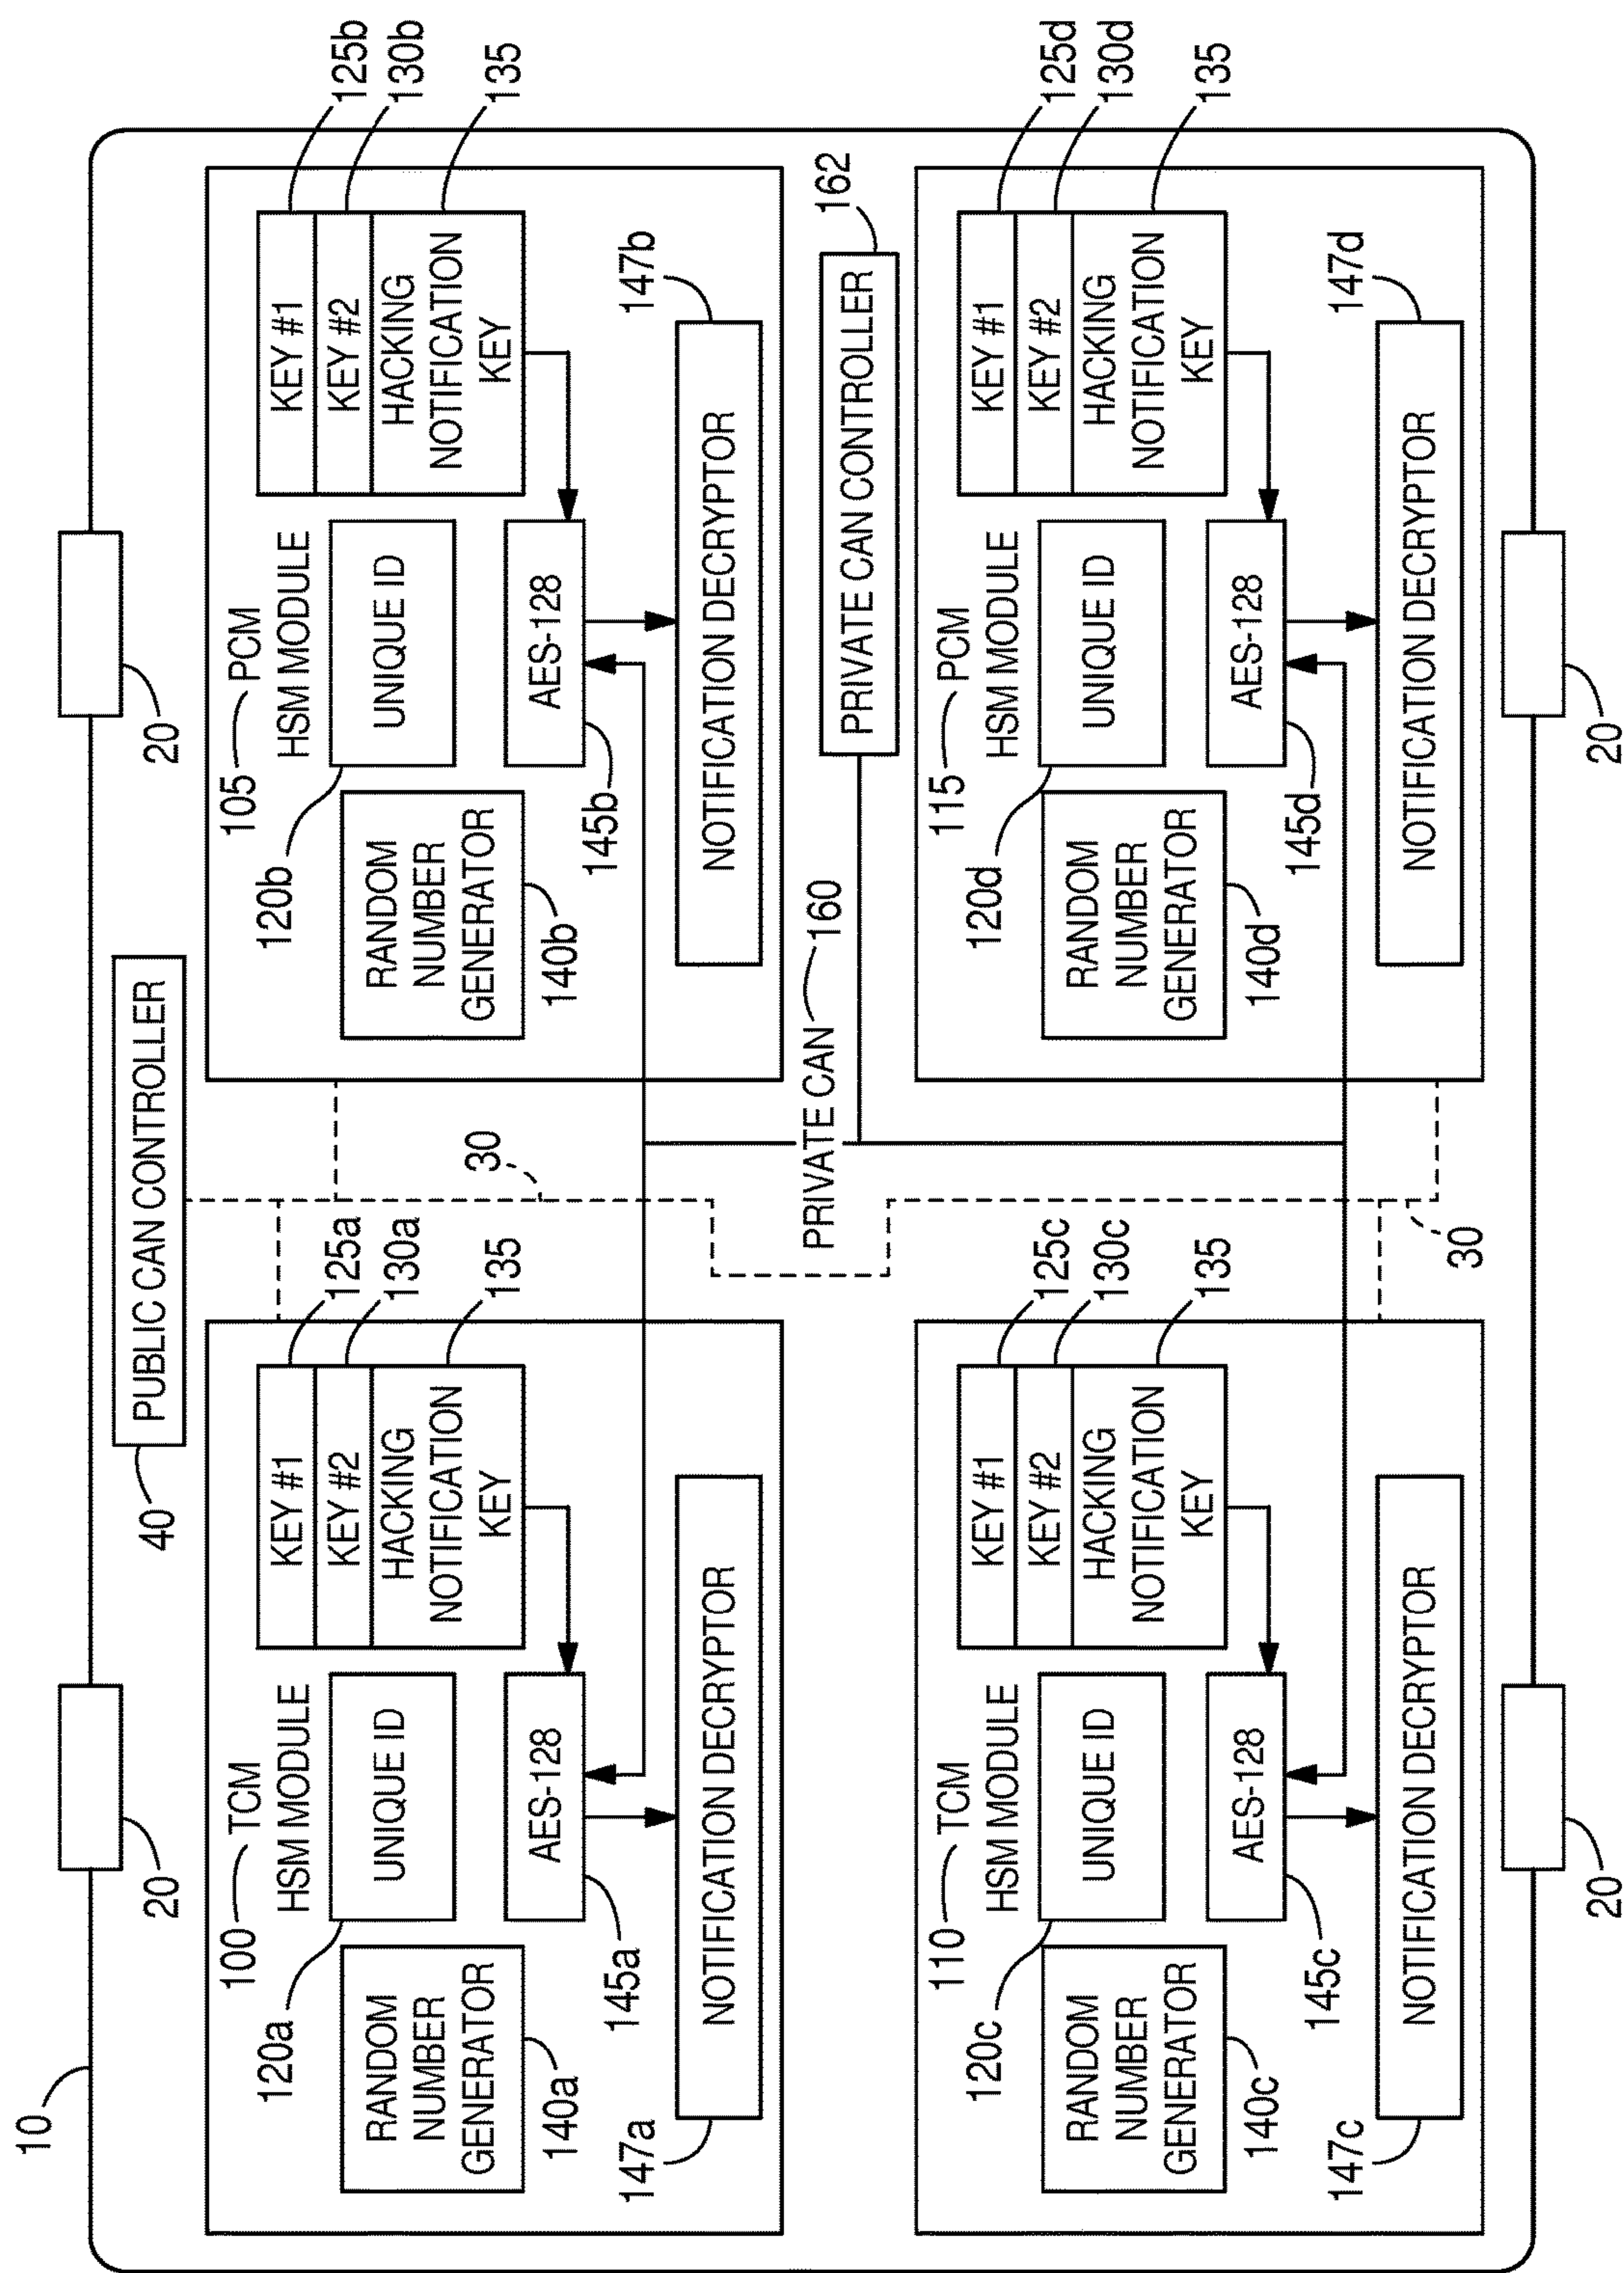 10
20
20
PUBLIC CAN CONTROLLER
40
100 TCM
HSM MODULE
120a
UNIQUE ID
RANDOM
NUMBER
GENERATOR
140a
KEY #1
KEY #2
HACKING
NOTIFICATION
KEY
125a
130a
135
AES-128
145a
NOTIFICATION DECRYPTOR
147a
105 PCM
HSM MODULE
120b
UNIQUE ID
RANDOM
NUMBER
GENERATOR
140b
KEY #1
KEY #2
HACKING
NOTIFICATION
KEY
125b
130b
135
AES-128
145b
NOTIFICATION DECRYPTOR
147b
30
PRIVATE CAN 160
PRIVATE CAN CONTROLLER
162
110 TCM
HSM MODULE
120c
UNIQUE ID
RANDOM
NUMBER
GENERATOR
140c
KEY #1
KEY #2
HACKING
NOTIFICATION
KEY
125c
130c
135
AES-128
145c
NOTIFICATION DECRYPTOR
147c
115 PCM
HSM MODULE
120d
UNIQUE ID
RANDOM
NUMBER
GENERATOR
140d
KEY #1
KEY #2
HACKING
NOTIFICATION
KEY
125d
130d
135
AES-128
145d
NOTIFICATION DECRYPTOR
147d
30
20
20